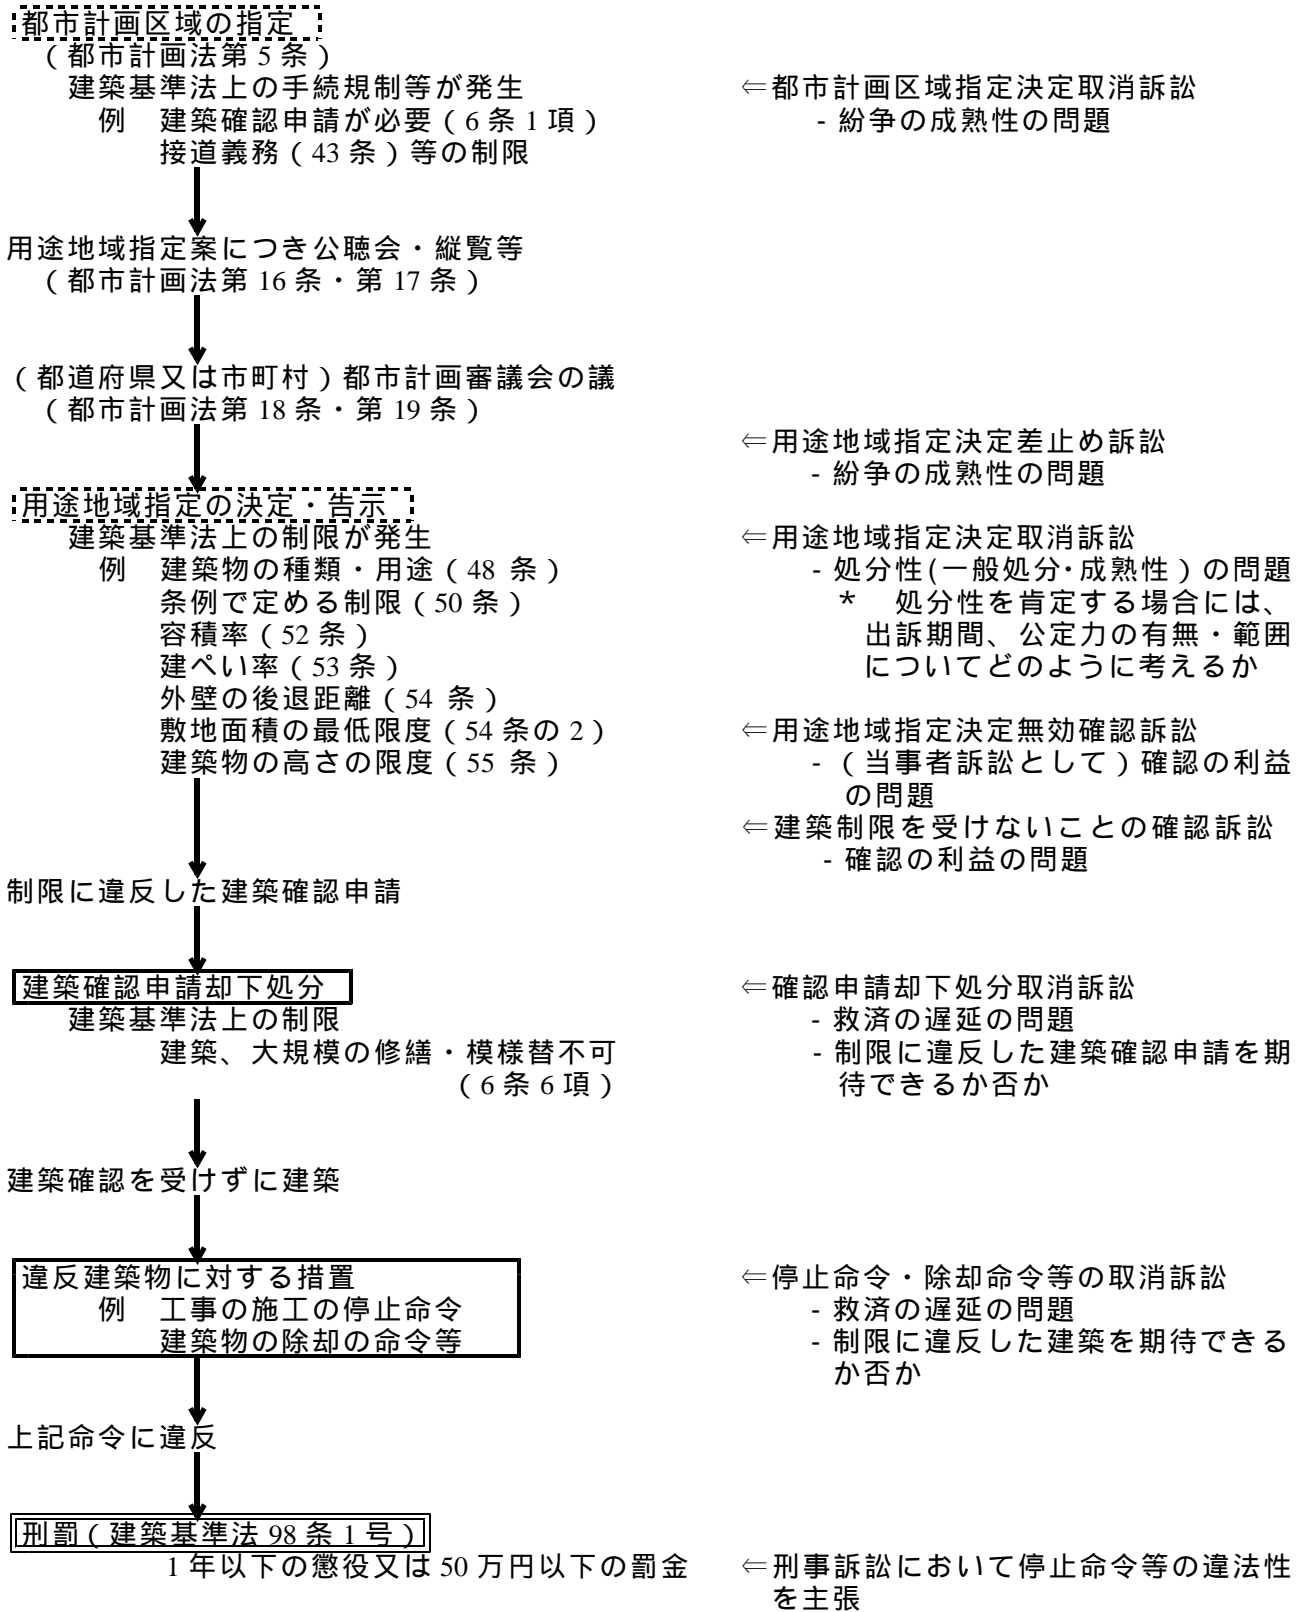 都市計画区域の指定
(都市計画法第5条)
建築基準法上の手続規制等が発生
⇐都市計画区域指定決定取消訴訟
例 建築確認申請が必要(6条1項)
- 紛争の成熟性の問題
接道義務(43条)等の制限
用途地域指定案につき公聴会・縦覧等
(都市計画法第16条・第17条)
(都道府県又は市町村)都市計画審議会の議
(都市計画法第18条・第19条)
⇐用途地域指定決定差止め訴訟
- 紛争の成熟性の問題
用途地域指定の決定・告示
建築基準法上の制限が発生
⇐用途地域指定決定取消訴訟
例 建築物の種類・用途(48条)
- 処分性(一般処分・成熟性)の問題
条例で定める制限(50条)
* 処分性を肯定する場合には、
容積率(52条)
出訴期間、公定力の有無・範囲
建ぺい率(53条)
についてどのように考えるか
外壁の後退距離(54条)
敷地面積の最低限度(54条の2)
⇐用途地域指定決定無効確認訴訟
建築物の高さの限度(55条)
- (当事者訴訟として)確認の利益
の問題
⇐建築制限を受けないことの確認訴訟
- 確認の利益の問題
制限に違反した建築確認申請
建築確認申請却下処分
⇐確認申請却下処分取消訴訟
建築基準法上の制限
- 救済の遅延の問題
建築、大規模の修繕・模様替不可
- 制限に違反した建築確認申請を期
(6条6項)
待できるか否か
建築確認を受けずに建築
違反建築物に対する措置
⇐停止命令・除却命令等の取消訴訟
例 工事の施工の停止命令
- 救済の遅延の問題
建築物の除却の命令等
- 制限に違反した建築を期待できる
か否か
上記命令に違反
刑罰(建築基準法98条1号)
1年以下の懲役又は50万円以下の罰金
⇐刑事訴訟において停止命令等の違法性
を主張